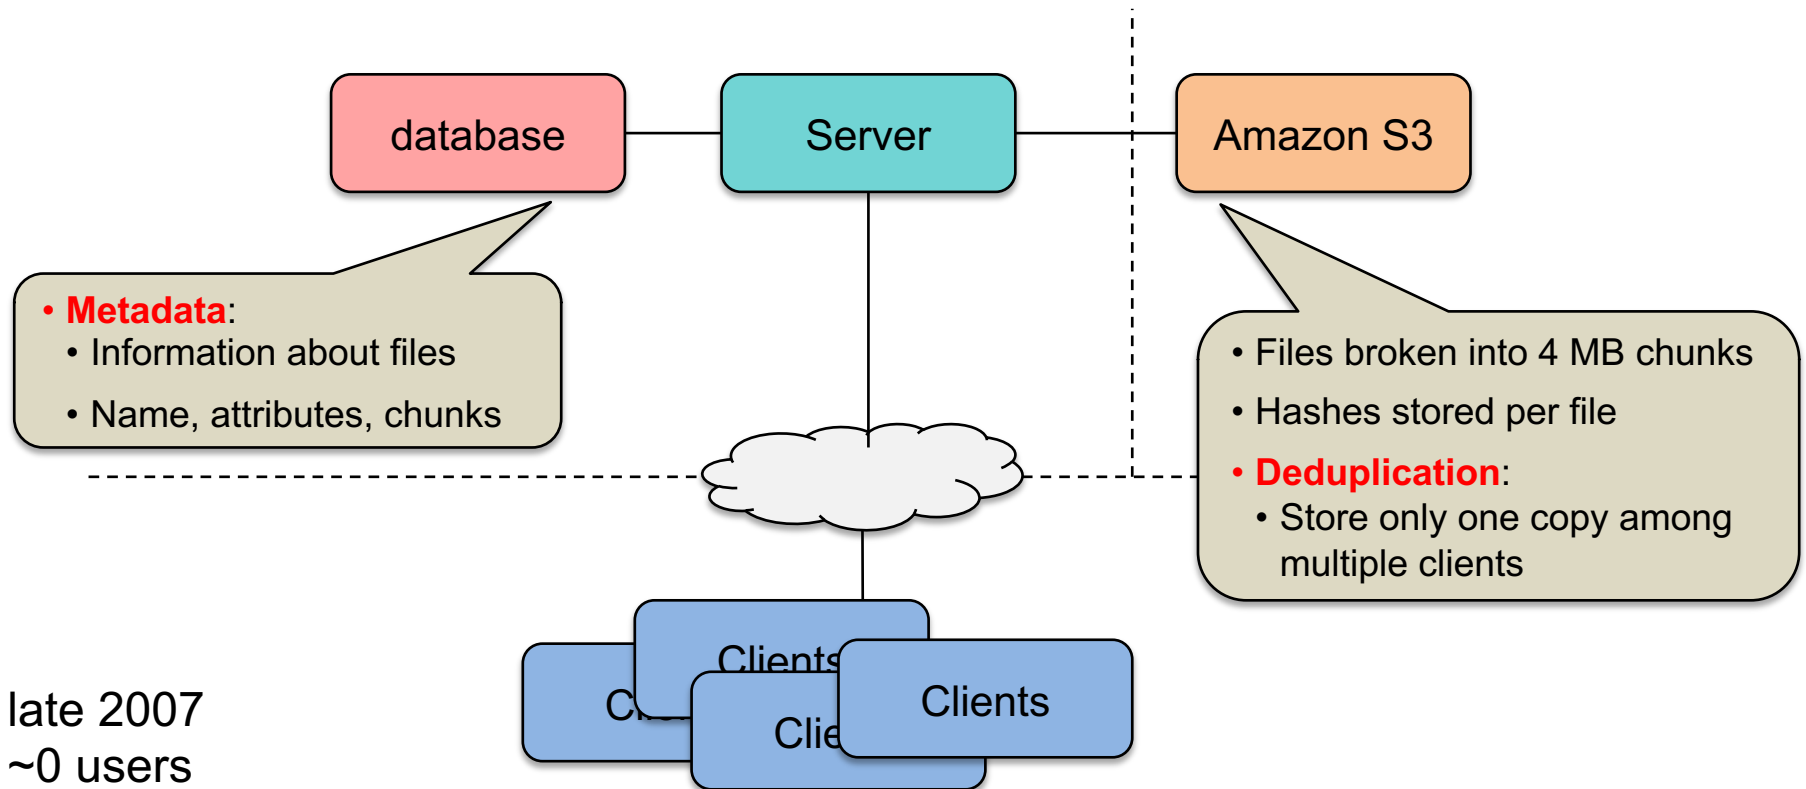 database
Server
Amazon S3
• Metadata:
• Information about files
• Name, attributes, chunks
• Files broken into 4 MB chunks
• Hashes stored per file
• Deduplication:
• Store only one copy among
multiple clients
Clients
Clients
late 2007
~0 users